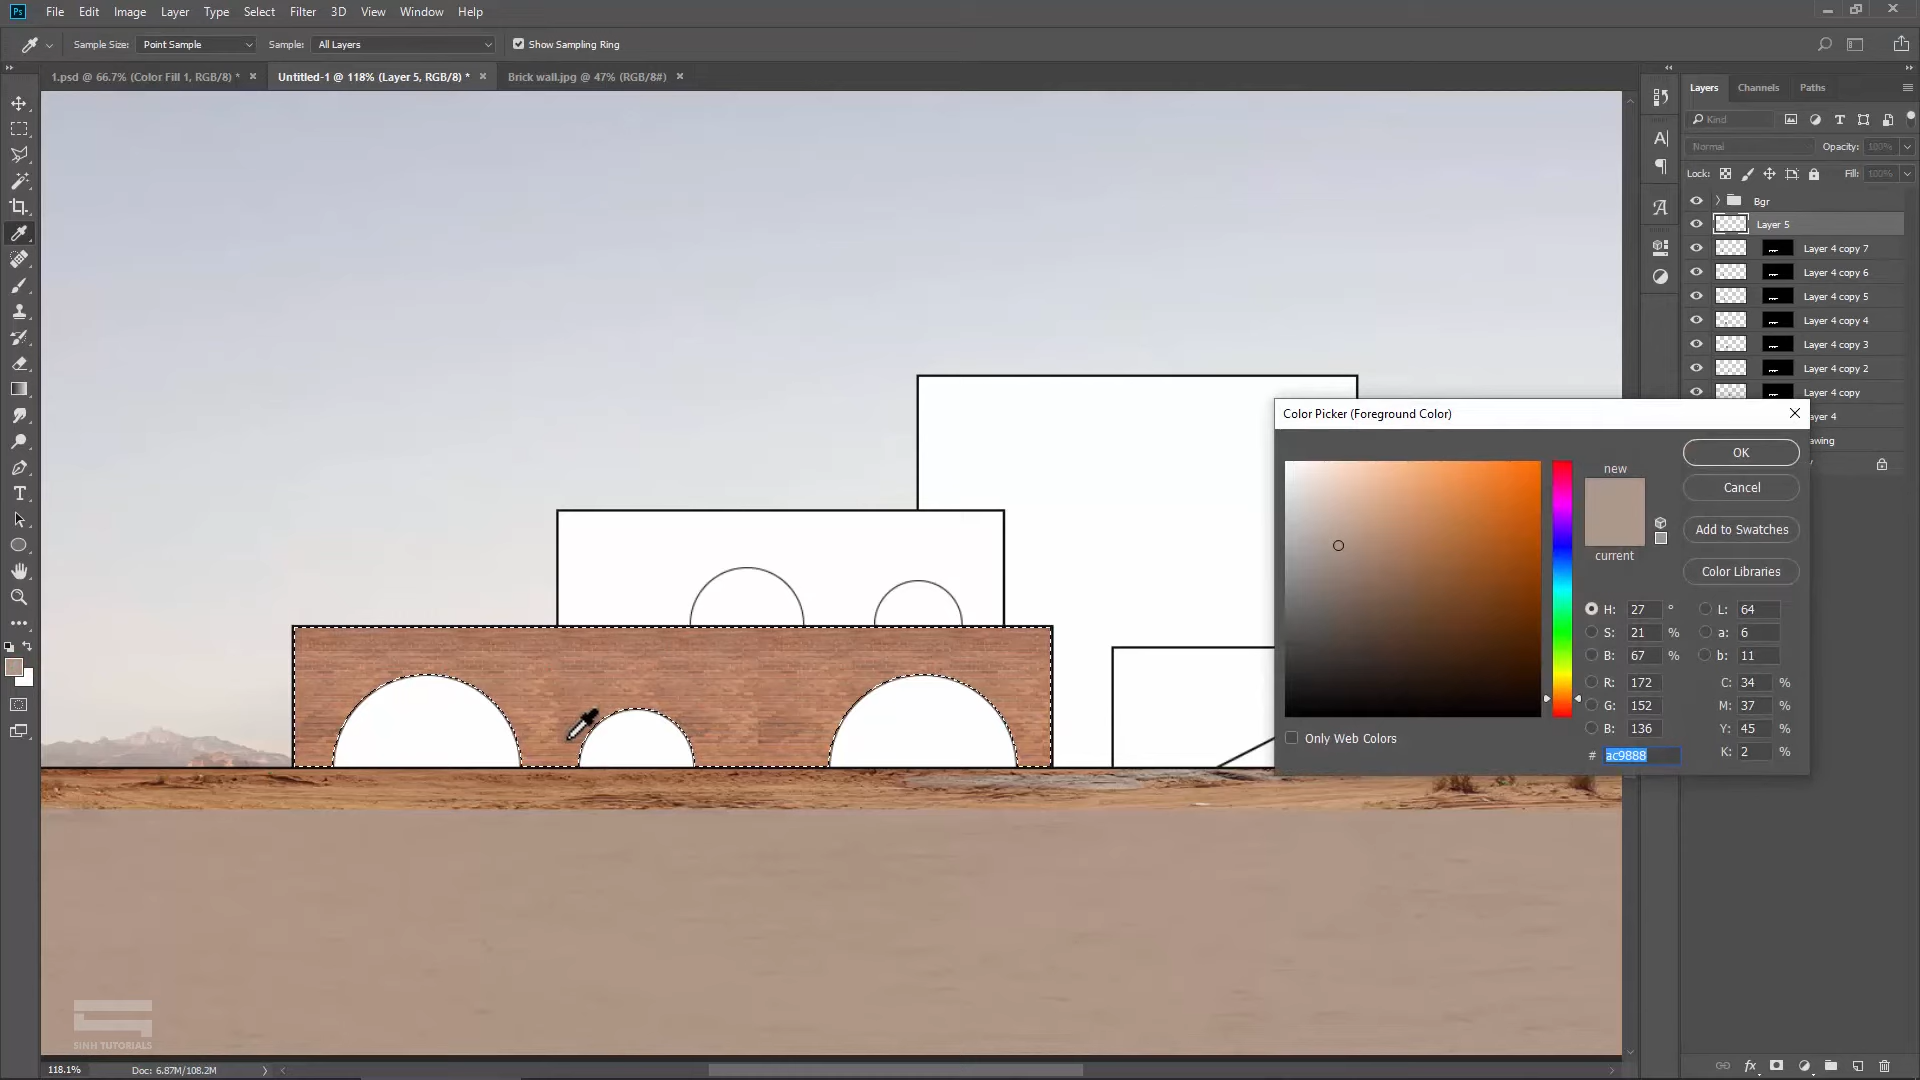 Ps File Edit Image Layer Type Select Filter 3D View Window Help
Sample Size: Point Sample Sample: All Layers Show Sampling Ring
1.psd @ 66.7% (Color Fill 1, RGB/8) * Untitled-1 @ 118% (Layer 5, RGB/8) * Brick wall.jpg @ 47% (RGB/8#)
Layers Channels Paths
Kind
Normal Opacity: 100%
Lock: Fill: 100%
Bgr
Layer 5
Layer 4 copy 7
Layer 4 copy 6
Layer 4 copy 5
Layer 4 copy 4
Layer 4 copy 3
Layer 4 copy 2
Layer 4 copy
ayer 4
awing
Color Picker (Foreground Color)
new
current
OK
Cancel
Add to Swatches
Color Libraries
H: 27 ° L: 64
S: 21 % a: 6
B: 67 % b: 11
R: 172 C: 34 %
G: 152 M: 37 %
B: 136 Y: 45 %
# ac9888 K: 2 %
Only Web Colors
SINH TUTORIALS
118.1% Doc: 6.87M/108.2M